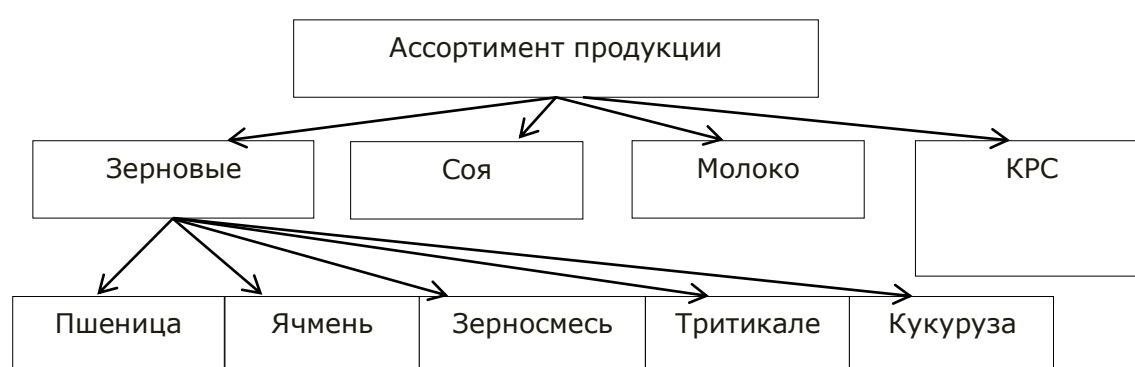 Ассортимент продукции
Зерновые
Соя
Молоко
КРС
Пшеница
Ячмень
Зерносмесь
Тритикале
Кукуруза